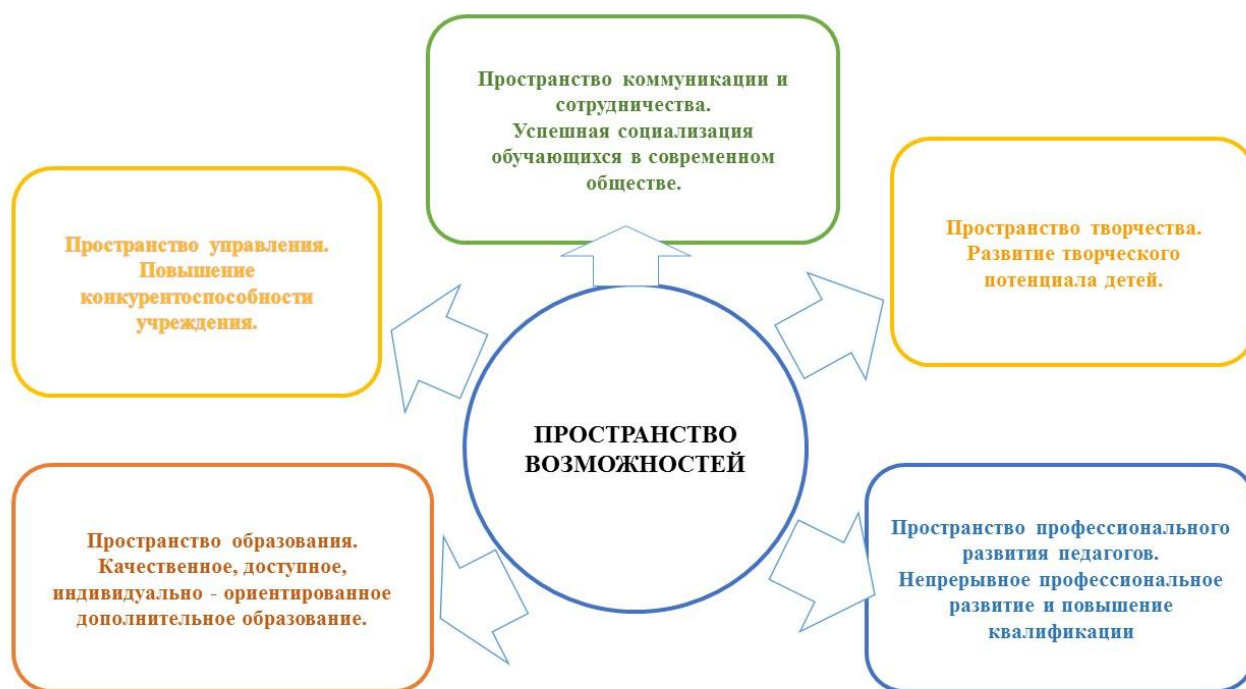 Пространство коммуникации и
сотрудничества.
Успешная социализация
обучающихся в современном
обществе.
Пространство управления.
Повышение
конкурентоспособности
учреждения.
Пространство творчества.
Развитие творческого
потенциала детей.
ПРОСТРАНСТВО
ВОЗМОЖНОСТЕЙ
Пространство образования.
Качественное, доступное,
индивидуально - ориентированное
дополнительное образование.
Пространство профессионального
развития педагогов.
Непрерывное профессиональное
развитие и повышение
квалификации